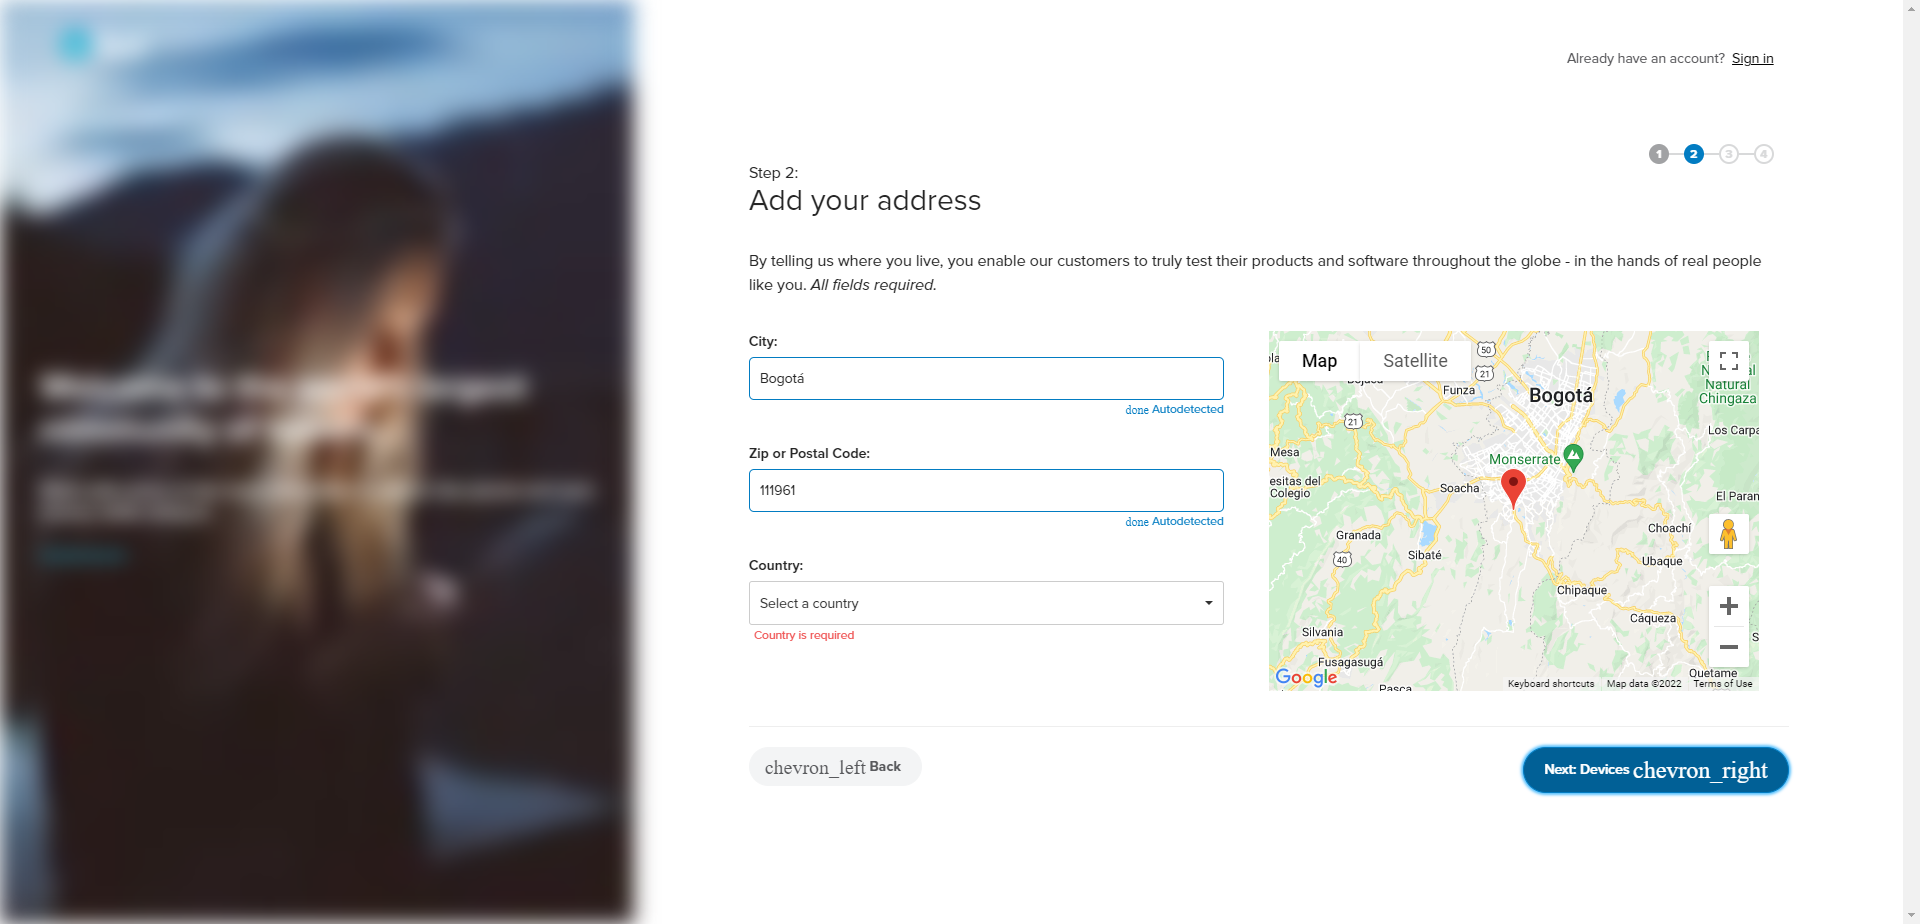 Already have an account? Sign in
1 2 3 4
Step 2:
Add your address
By telling us where you live, you enable our customers to truly test their products and software throughout the globe - in the hands of real people
like you. All fields required.
City:
Bogotá
done Autodetected
Zip or Postal Code:
111961
done Autodetected
Country:
Select a country
Country is required
Map Satellite
50
21
Funza
Bogotá
Natural
Chingaza
21
Los Carpa
Mesa
Monserrate
esitas del
Colegio
Soacha
El Paran
Choachí
Granada
Sibaté
40
Ubaque
Chipaque
Cáqueza
Silvania
Fusagasugá
Quetame
Google
Pasca
Keyboard shortcuts Map data ©2022 Terms of Use
chevron_left Back
Next: Devices chevron_right